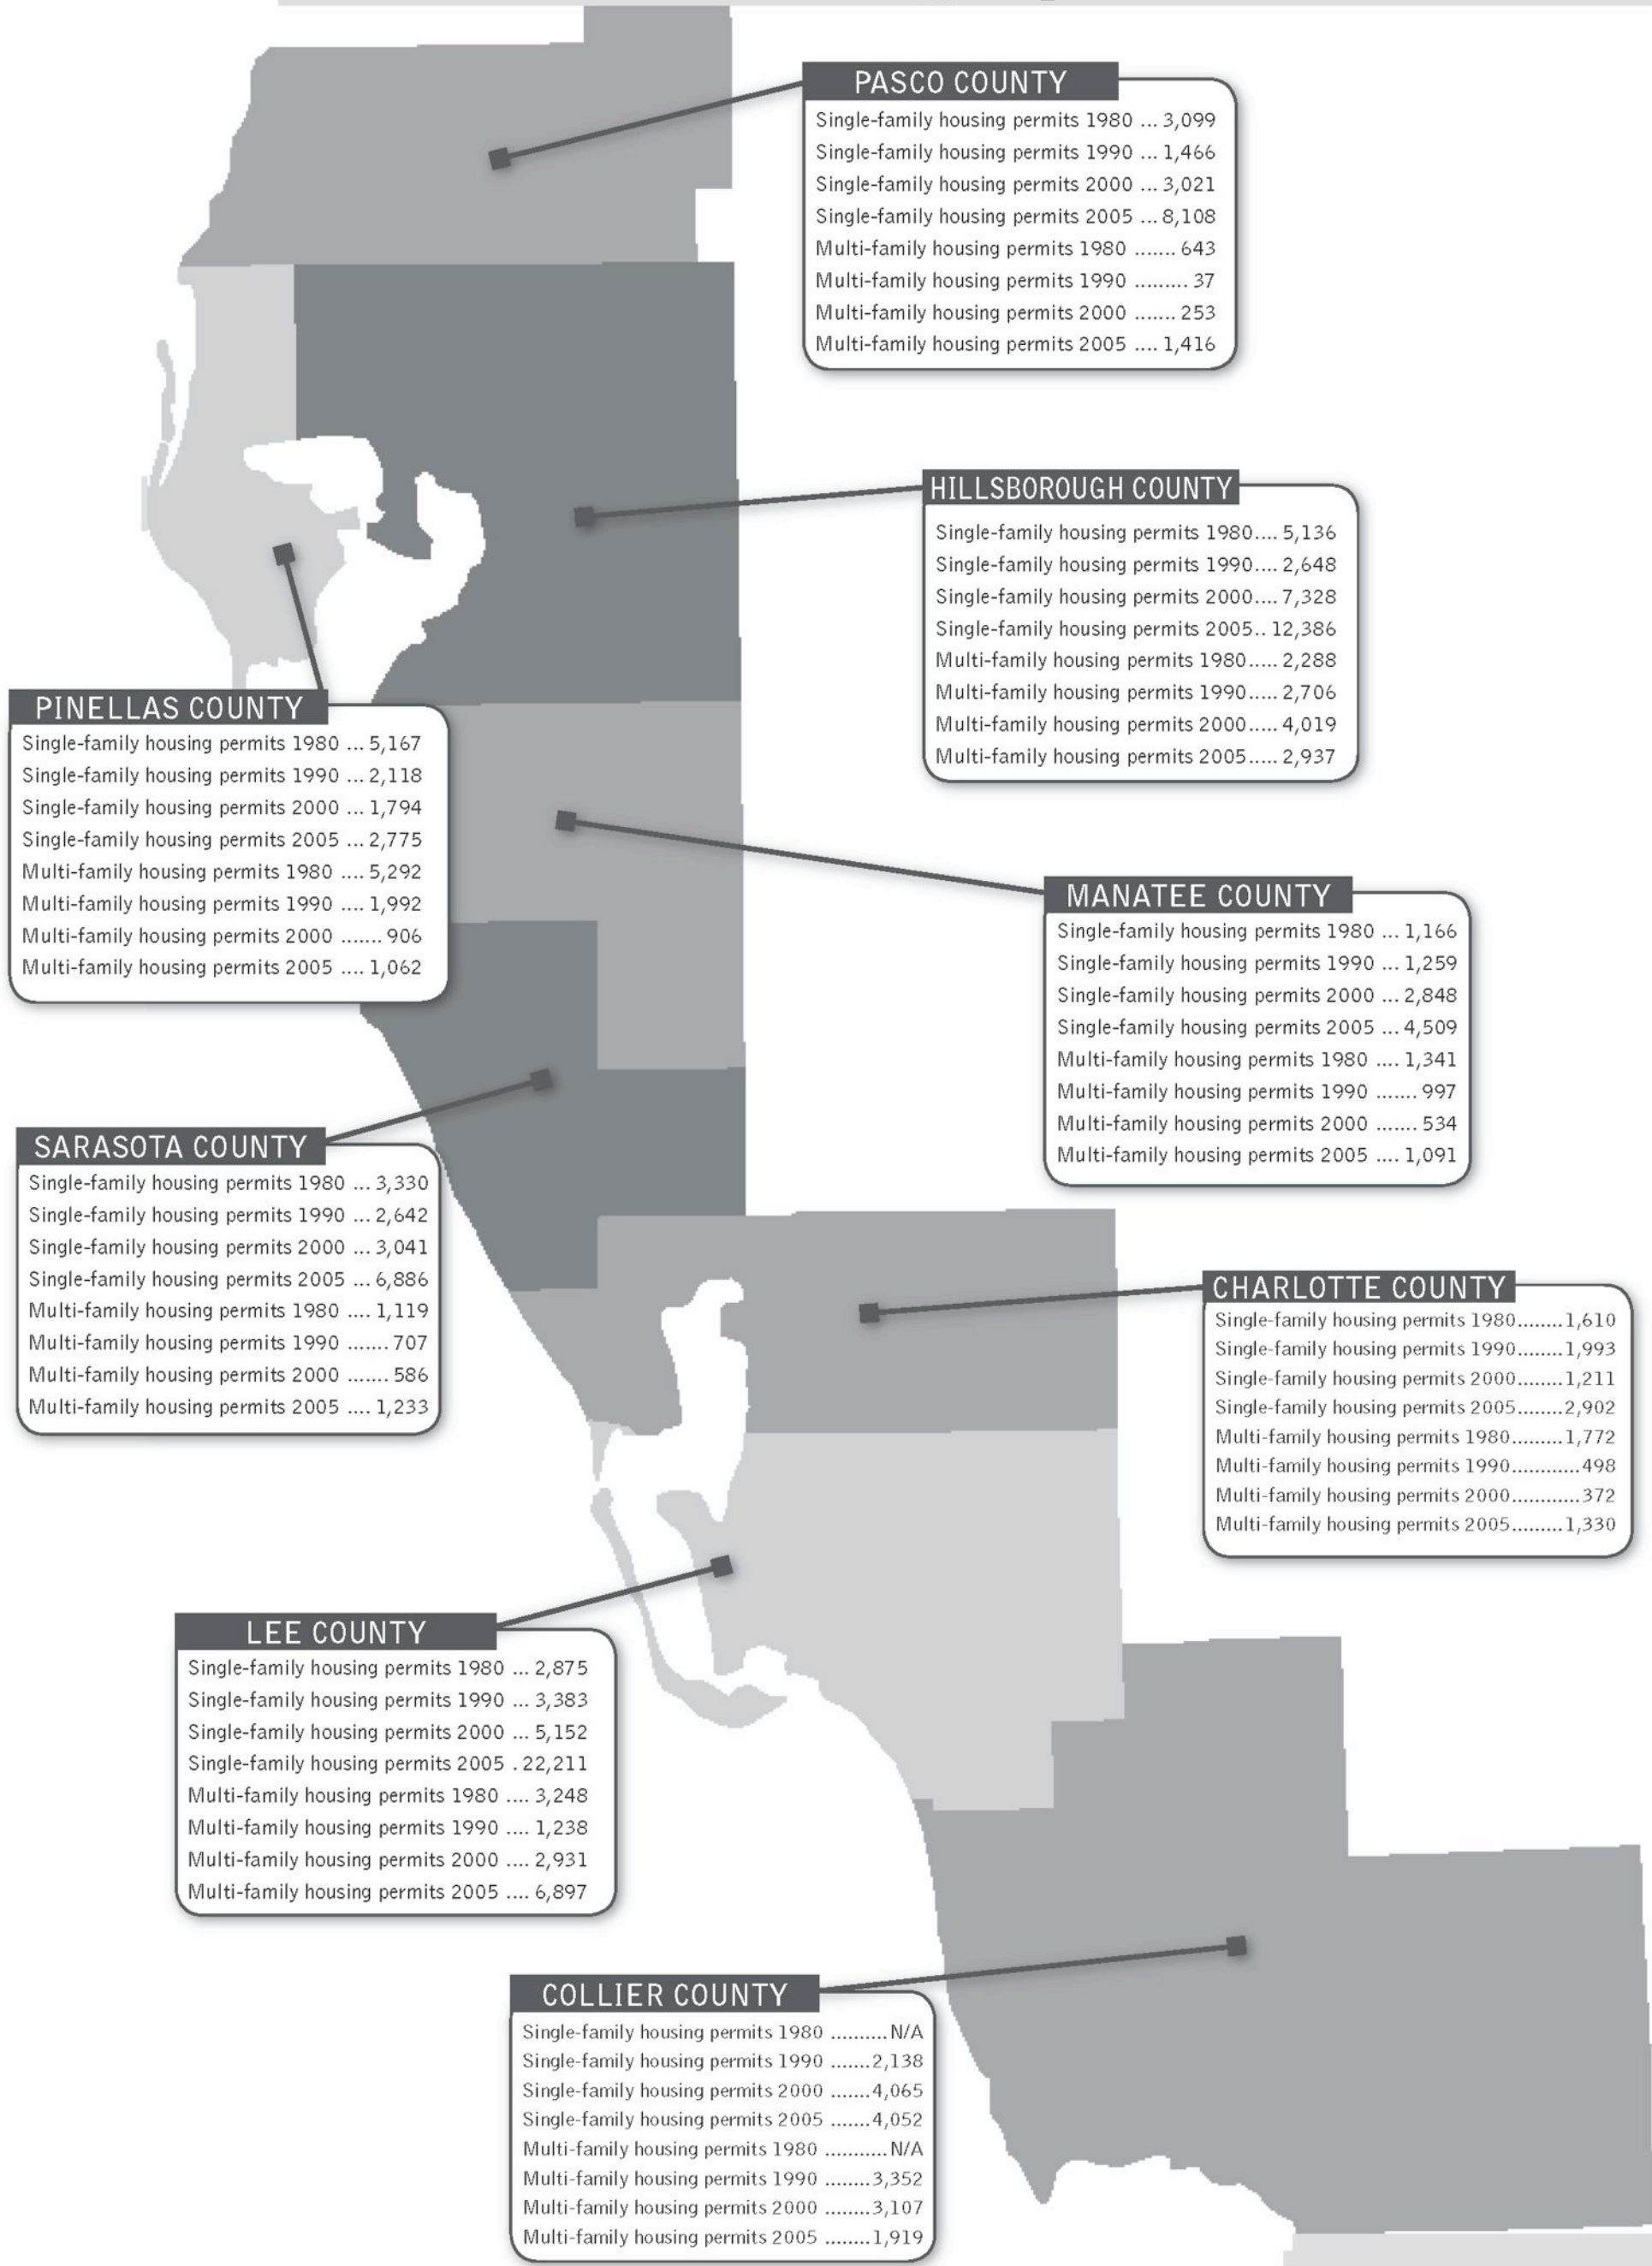 PASCO COUNTY
Single-family housing permits 1980 ... 3,099
Single-family housing permits 1990 ... 1,466
Single-family housing permits 2000 ... 3,021
Single-family housing permits 2005 ... 8,108
Multi-family housing permits 1980 ....... 643
Multi-family housing permits 1990 ......... 37
Multi-family housing permits 2000 ....... 253
Multi-family housing permits 2005 .... 1,416
HILLSBOROUGH COUNTY
Single-family housing permits 1980.... 5,136
Single-family housing permits 1990.... 2,648
Single-family housing permits 2000.... 7,328
Single-family housing permits 2005.. 12,386
Multi-family housing permits 1980..... 2,288
Multi-family housing permits 1990..... 2,706
Multi-family housing permits 2000..... 4,019
Multi-family housing permits 2005..... 2,937
PINELLAS COUNTY
Single-family housing permits 1980 ... 5,167
Single-family housing permits 1990 ... 2,118
Single-family housing permits 2000 ... 1,794
Single-family housing permits 2005 ... 2,775
Multi-family housing permits 1980 .... 5,292
Multi-family housing permits 1990 .... 1,992
Multi-family housing permits 2000 ....... 906
Multi-family housing permits 2005 .... 1,062
MANATEE COUNTY
Single-family housing permits 1980 ... 1,166
Single-family housing permits 1990 ... 1,259
Single-family housing permits 2000 ... 2,848
Single-family housing permits 2005 ... 4,509
Multi-family housing permits 1980 .... 1,341
Multi-family housing permits 1990 ....... 997
Multi-family housing permits 2000 ....... 534
Multi-family housing permits 2005 .... 1,091
SARASOTA COUNTY
Single-family housing permits 1980 ... 3,330
Single-family housing permits 1990 ... 2,642
Single-family housing permits 2000 ... 3,041
Single-family housing permits 2005 ... 6,886
Multi-family housing permits 1980 .... 1,119
Multi-family housing permits 1990 ....... 707
Multi-family housing permits 2000 ....... 586
Multi-family housing permits 2005 .... 1,233
CHARLOTTE COUNTY
Single-family housing permits 1980........1,610
Single-family housing permits 1990........1,993
Single-family housing permits 2000........1,211
Single-family housing permits 2005........2,902
Multi-family housing permits 1980.........1,772
Multi-family housing permits 1990............498
Multi-family housing permits 2000............372
Multi-family housing permits 2005.........1,330
LEE COUNTY
Single-family housing permits 1980 ... 2,875
Single-family housing permits 1990 ... 3,383
Single-family housing permits 2000 ... 5,152
Single-family housing permits 2005 . 22,211
Multi-family housing permits 1980 .... 3,248
Multi-family housing permits 1990 .... 1,238
Multi-family housing permits 2000 .... 2,931
Multi-family housing permits 2005 .... 6,897
COLLIER COUNTY
Single-family housing permits 1980 ..........N/A
Single-family housing permits 1990 .......2,138
Single-family housing permits 2000 .......4,065
Single-family housing permits 2005 .......4,052
Multi-family housing permits 1980 ...........N/A
Multi-family housing permits 1990 ........3,352
Multi-family housing permits 2000 ........3,107
Multi-family housing permits 2005 ........1,919